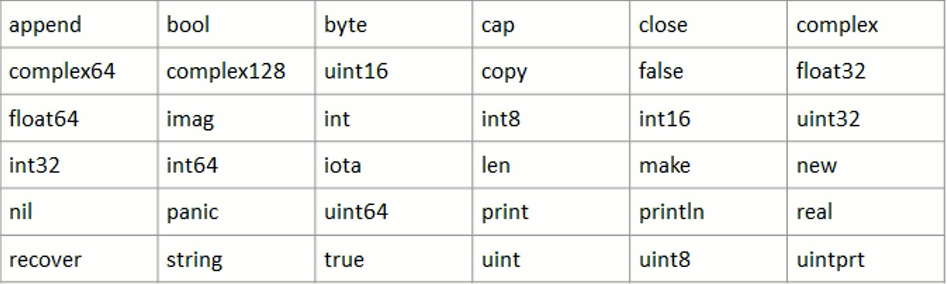 append bool byte cap close complex
complex64 complex128 uint16 copy false float32
float64 imag int int8 int16 uint32
int32 int64 iota len make new
nil panic uint64 print println real
recover string true uint uint8 uintprt